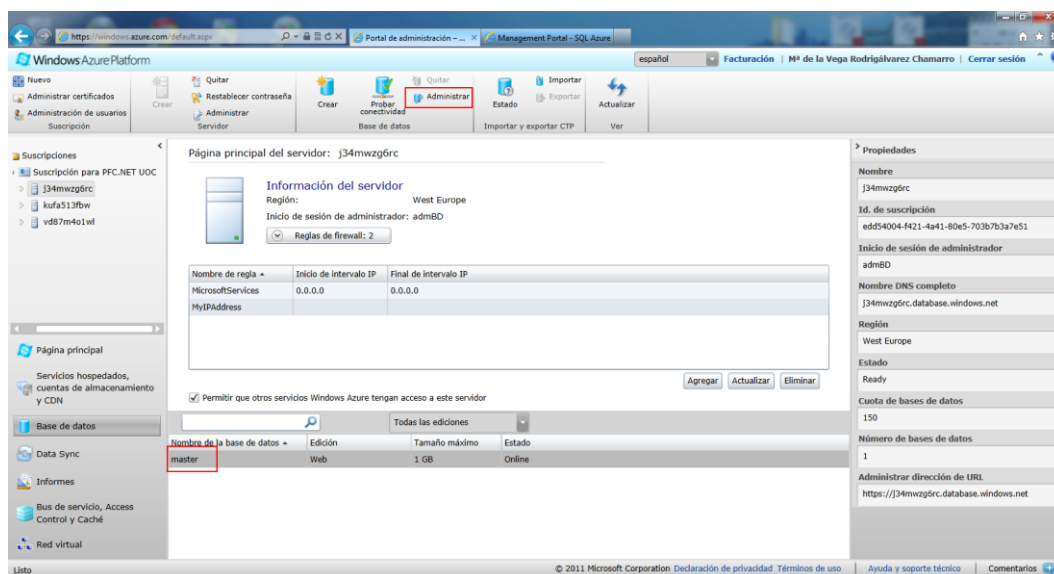 https://windows.azure.com/default.aspx
Portal de administración – ...
Management Portal - SQL Azure
Windows Azure Platform
español
Facturación | Mª de la Vega Rodrigálvarez Chamarro | Cerrar sesión
Nuevo
Administrar certificados
Administración de usuarios
Suscripción
Crear
Quitar
Restablecer contraseña
Administrar
Servidor
Crear
Probar conectividad
Quitar
Administrar
Base de datos
Estado
Importar
Exportar
Importar y exportar CTP
Actualizar
Ver
Suscripciones
Suscripción para PFC.NET UOC
j34mwzg6rc
kufa513fbw
vd87m4o1wl
Página principal
Servicios hospedados,
cuentas de almacenamiento
y CDN
Base de datos
Data Sync
Informes
Bus de servicio, Access
Control y Caché
Red virtual
Listo
Página principal del servidor: j34mwzg6rc
Información del servidor
Región: West Europe
Inicio de sesión de administrador: admBD
Reglas de firewall: 2
Nombre de regla Inicio de intervalo IP Final de intervalo IP
MicrosoftServices 0.0.0.0 0.0.0.0
MyIPAddress
Agregar Actualizar Eliminar
Permitir que otros servicios Windows Azure tengan acceso a este servidor
Todas las ediciones
Nombre de la base de datos Edición Tamaño máximo Estado
master Web 1 GB Online
Propiedades
Nombre
j34mwzg6rc
Id. de suscripción
edd54004-f421-4a41-80e5-703b7b3a7e51
Inicio de sesión de administrador
admBD
Nombre DNS completo
j34mwzg6rc.database.windows.net
Región
West Europe
Estado
Ready
Cuota de bases de datos
150
Número de bases de datos
1
Administrar dirección de URL
https://j34mwzg6rc.database.windows.net
© 2011 Microsoft Corporation Declaración de privacidad Términos de uso | Ayuda y soporte técnico | Comentarios